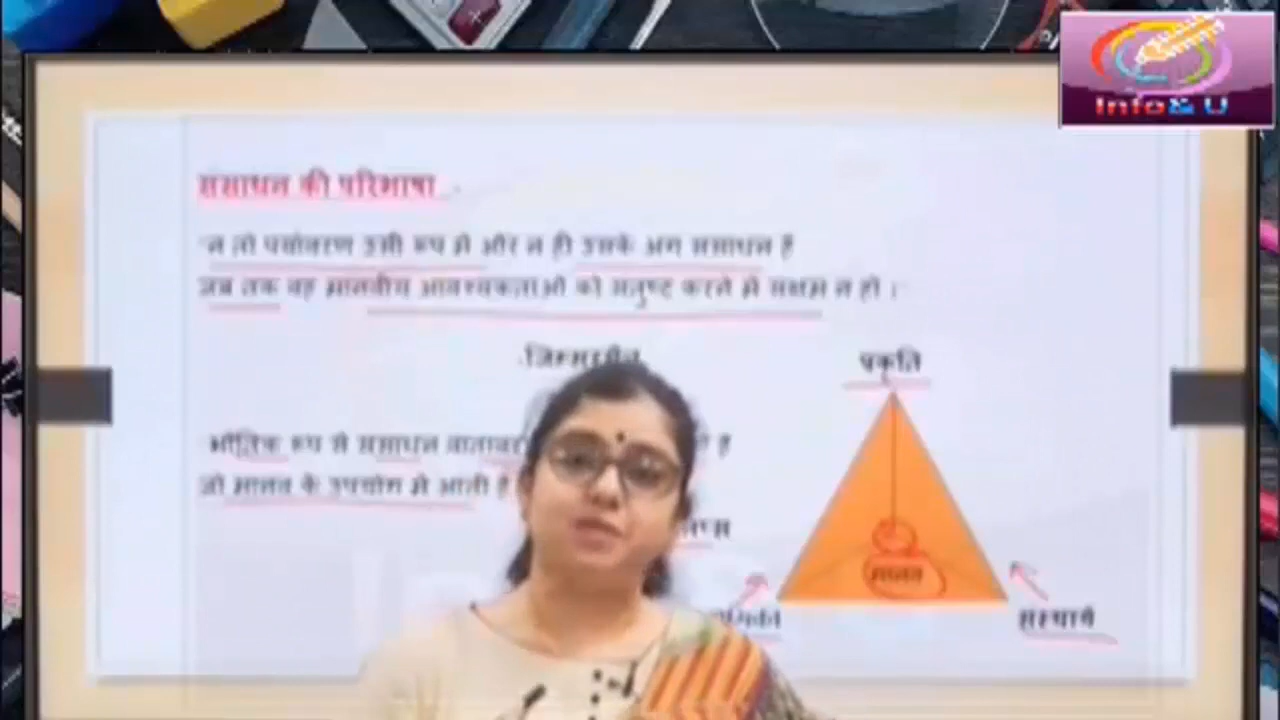 Info & U
संसाधन की परिभाषा
न तो पर्यावरण उसी रूप में और न ही उसके अंग संसाधन हैं
जब तक वह मानवीय आवश्यकताओं को संतुष्ट करने में सक्षम न हो ।
-जिम्मरमैन
प्रकृति
भौतिक रूप से संसाधन है
जो मानव के उपयोग में आती है
मानव
संस्थायें